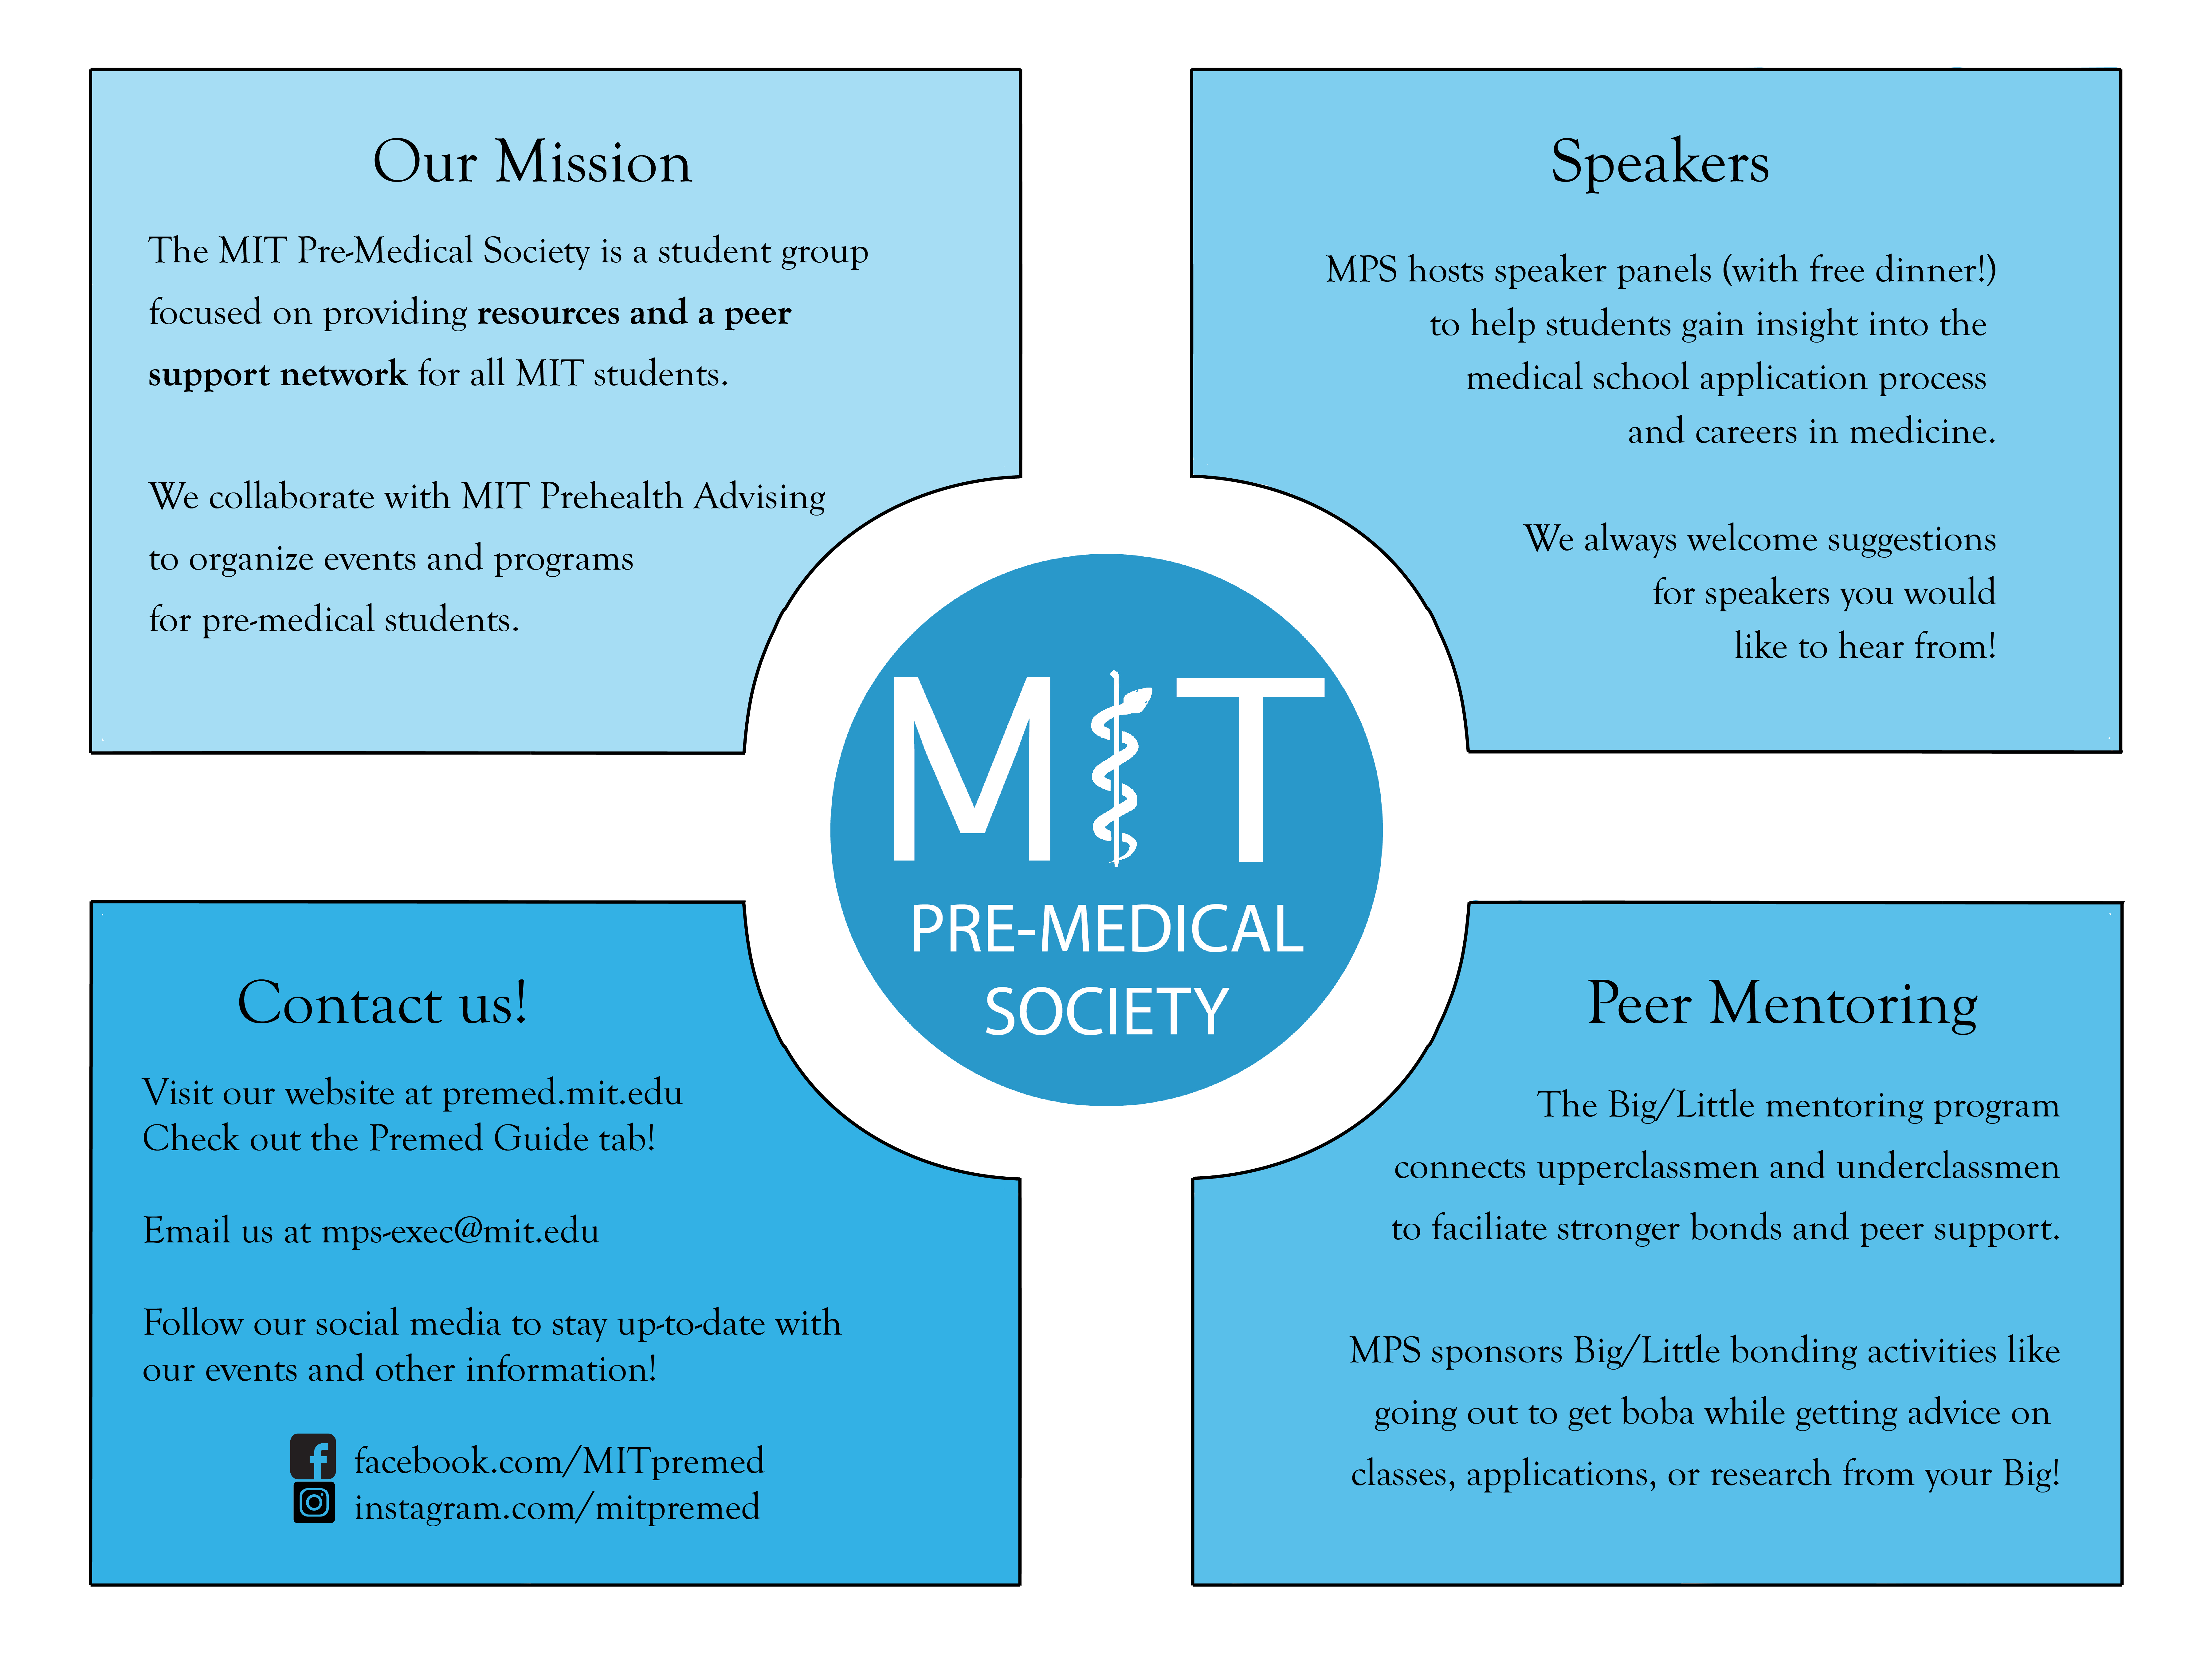 Our Mission
The MIT Pre-Medical Society is a student group
focused on providing resources and a peer
support network for all MIT students.
We collaborate with MIT Prehealth Advising
to organize events and programs
for pre-medical students.
Speakers
MPS hosts speaker panels (with free dinner!)
to help students gain insight into the
medical school application process
and careers in medicine.
We always welcome suggestions
for speakers you would
like to hear from!
MIT
PRE-MEDICAL
SOCIETY
Contact us!
Visit our website at premed.mit.edu
Check out the Premed Guide tab!
Email us at mps-exec@mit.edu
Follow our social media to stay up-to-date with
our events and other information!
facebook.com/MITpremed
instagram.com/mitpremed
Peer Mentoring
The Big/Little mentoring program
connects upperclassmen and underclassmen
to faciliate stronger bonds and peer support.
MPS sponsors Big/Little bonding activities like
going out to get boba while getting advice on
classes, applications, or research from your Big!